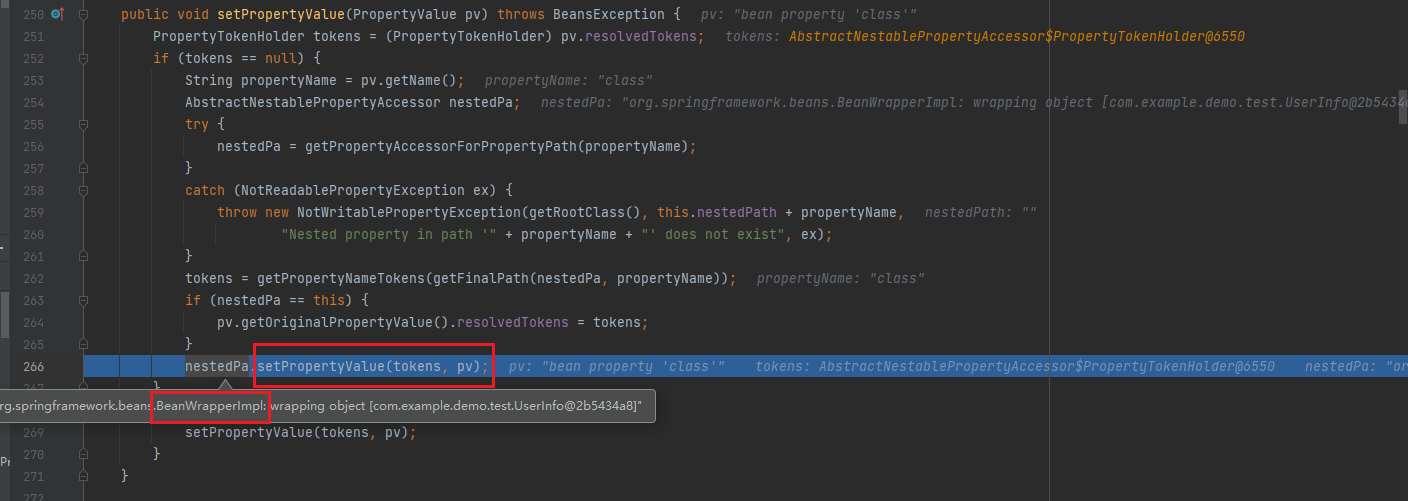 250 public void setPropertyValue(PropertyValue pv) throws BeansException { pv: "bean property 'class'"
251 PropertyTokenHolder tokens = (PropertyTokenHolder) pv.resolvedTokens; tokens: AbstractNestablePropertyAccessor$PropertyTokenHolder@6550
252 if (tokens == null) {
253 String propertyName = pv.getName(); propertyName: "class"
254 AbstractNestablePropertyAccessor nestedPa; nestedPa: "org.springframework.beans.BeanWrapperImpl: wrapping object [com.example.demo.test.UserInfo@2b5434a
255 try {
256 nestedPa = getPropertyAccessorForPropertyPath(propertyName);
257 }
258 catch (NotReadablePropertyException ex) {
259 throw new NotWritablePropertyException(getRootClass(), this.nestedPath + propertyName, nestedPath: ""
260 "Nested property in path '" + propertyName + "' does not exist", ex);
261 }
262 tokens = getPropertyNameTokens(getFinalPath(nestedPa, propertyName)); propertyName: "class"
263 if (nestedPa == this) {
264 pv.getOriginalPropertyValue().resolvedTokens = tokens;
265 }
266 nestedPa.setPropertyValue(tokens, pv); pv: "bean property 'class'" tokens: AbstractNestablePropertyAccessor$PropertyTokenHolder@6550 nestedPa: "or
267 }
rg.springframework.beans.BeanWrapperImpl: wrapping object [com.example.demo.test.UserInfo@2b5434a8]"
269 setPropertyValue(tokens, pv);
270 }
Pr
271 }
272